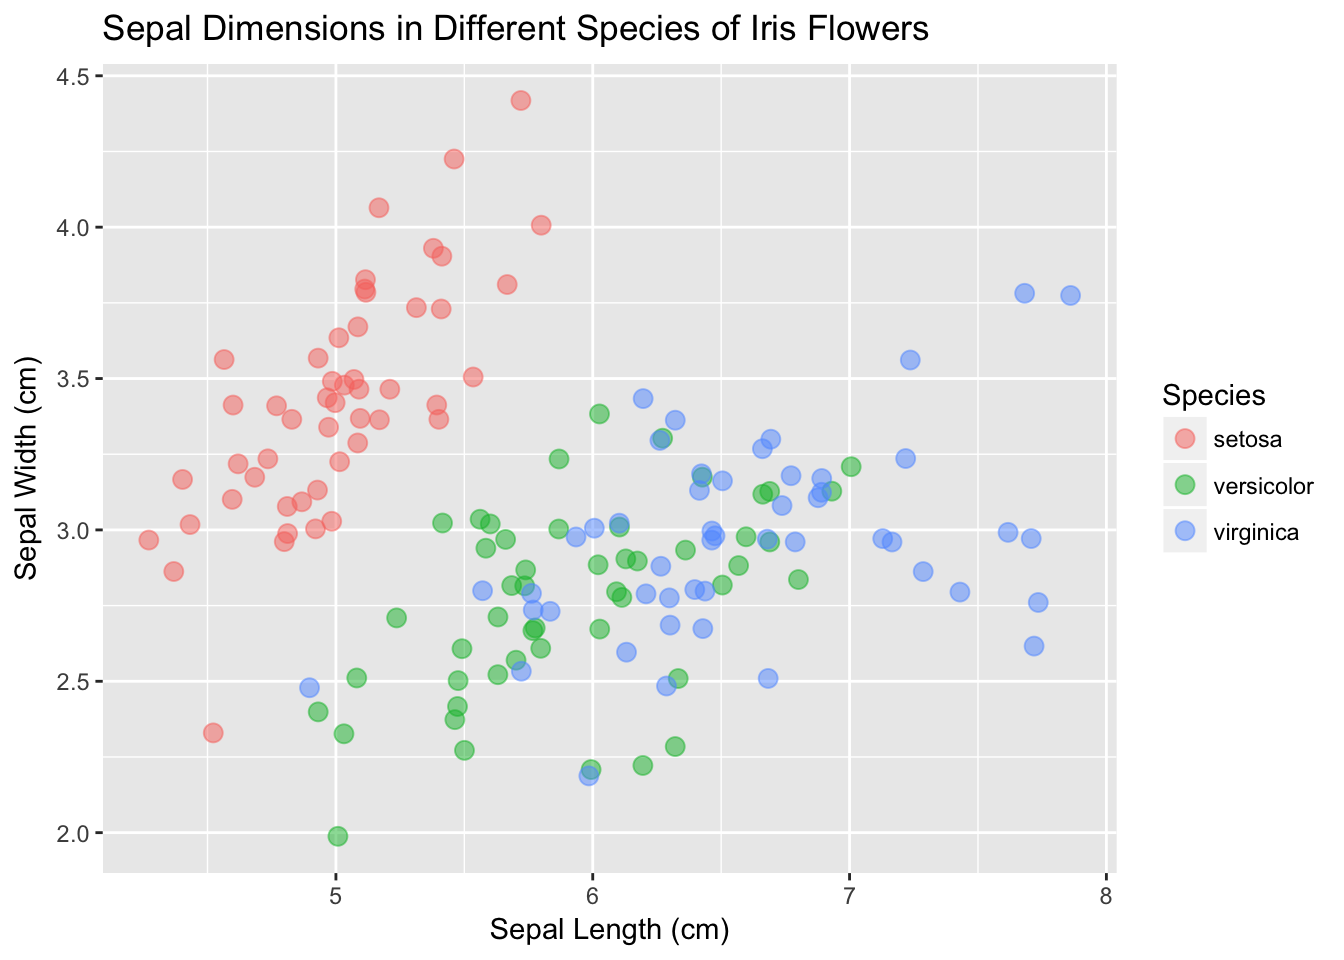 Sepal Dimensions in Different Species of Iris Flowers
4.5
4.0
3.5
3.0
2.5
2.0
Sepal Width (cm)
5 6 7 8
Sepal Length (cm)
Species
setosa
versicolor
virginica